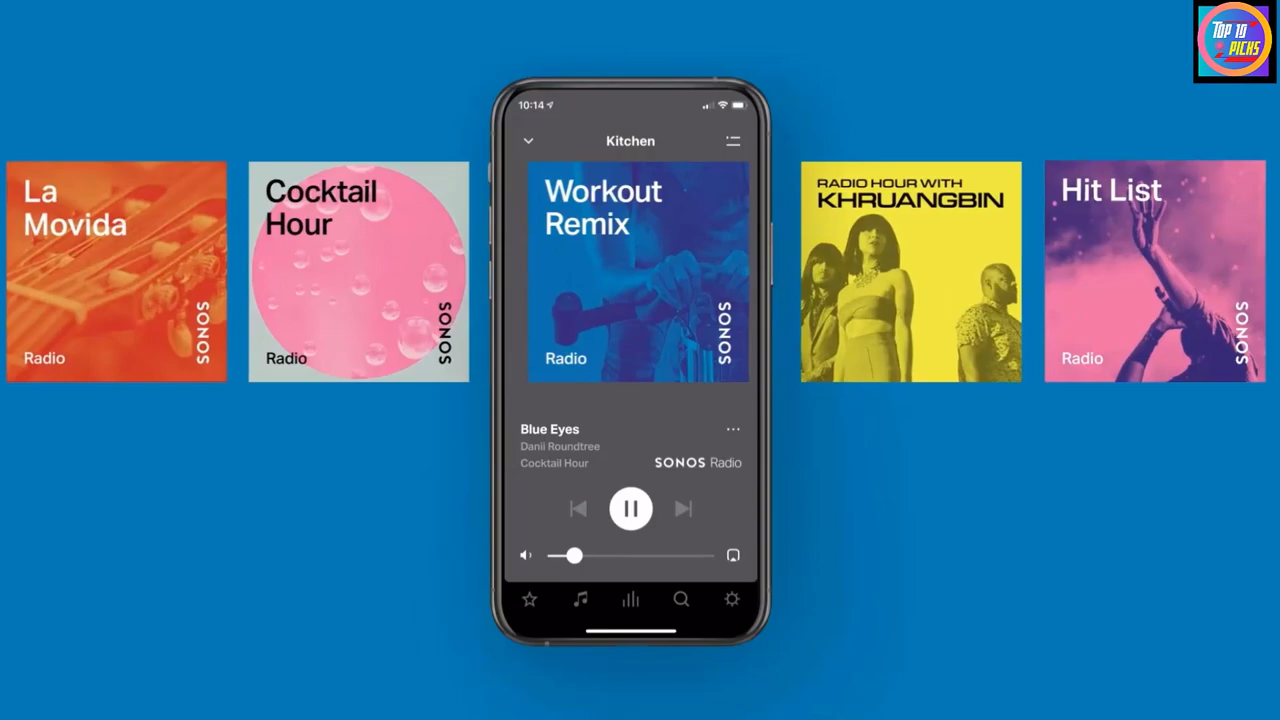 TOP 10
PICKS
10:14
Kitchen
La
Movida
Radio
SONOS
Cocktail
Hour
Radio
SONOS
Workout
Remix
Radio
SONOS
RADIO HOUR WITH
KHRUANGBIN
Hit List
Radio
SONOS
Blue Eyes
Danii Roundtree
Cocktail Hour
SONOS Radio